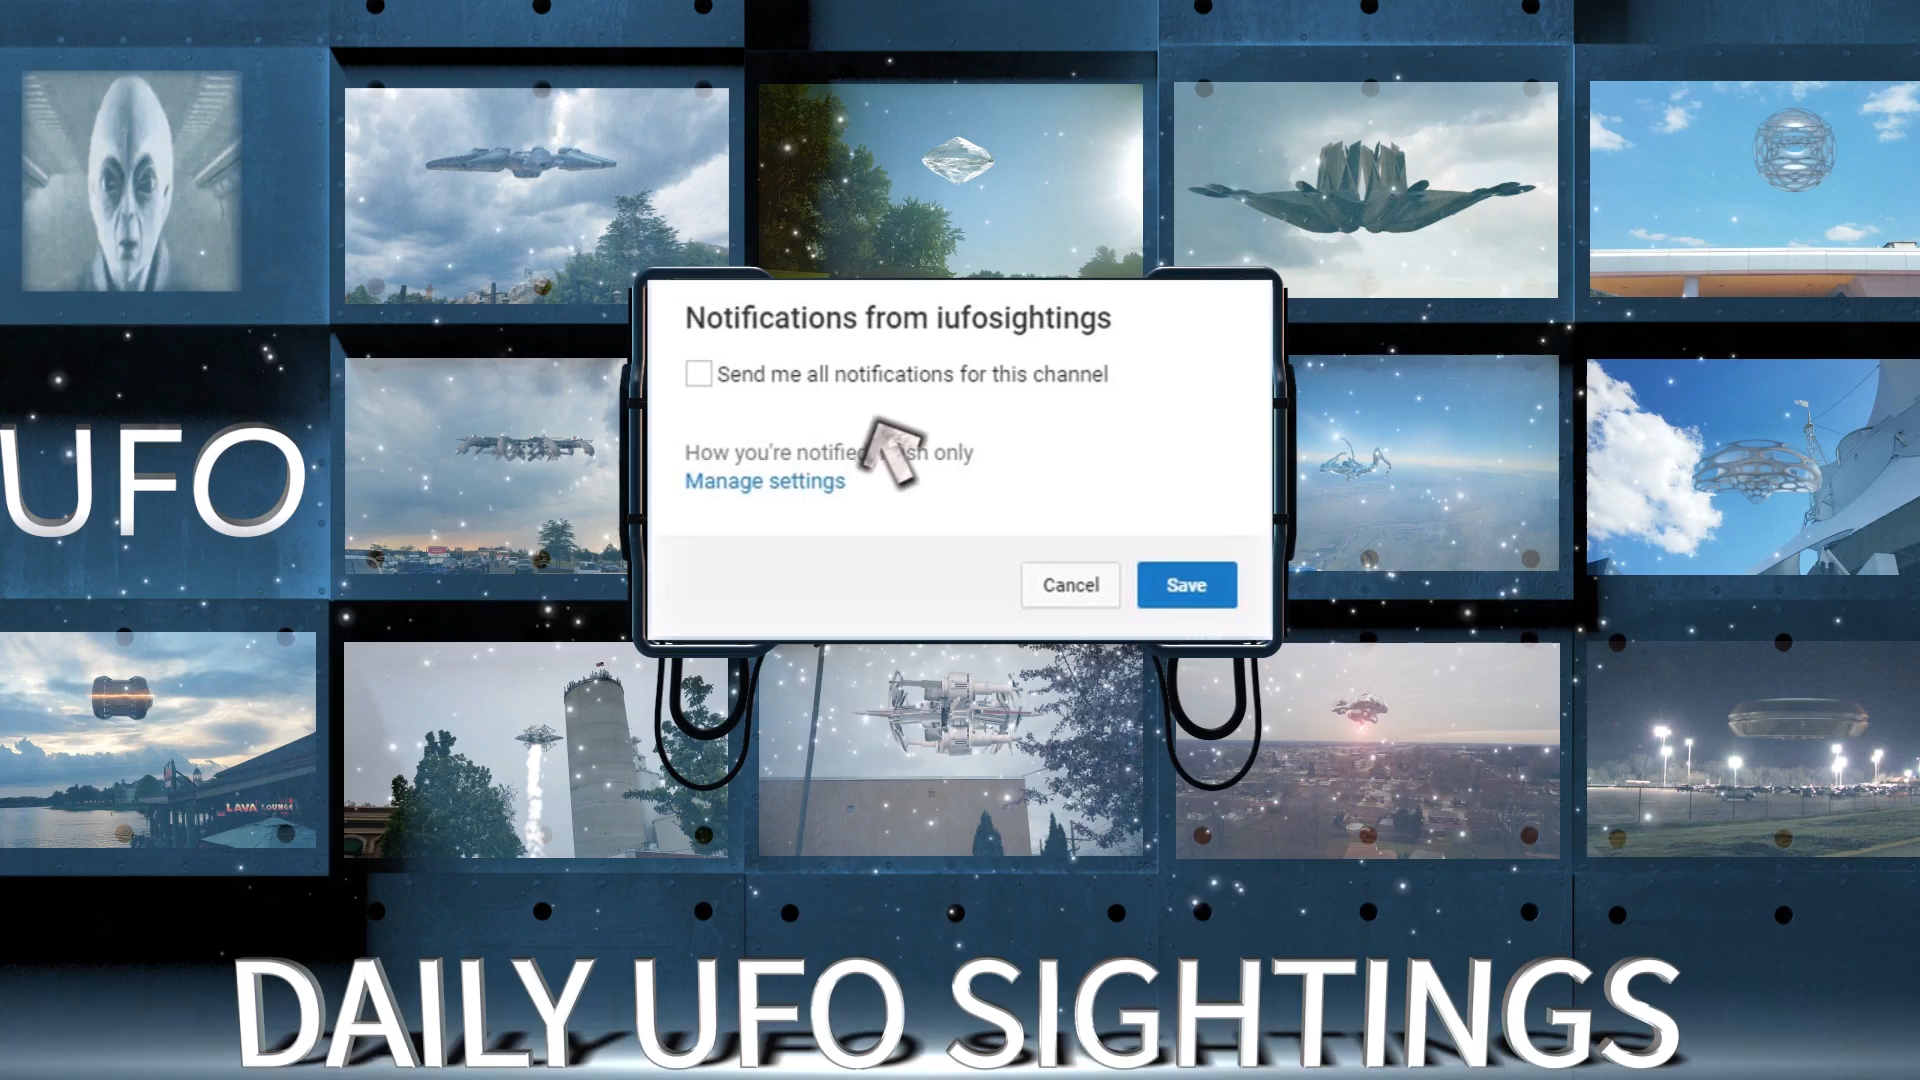 Notifications from iufosightings
Send me all notifications for this channel
How you're notified only
Manage settings
Cancel
Save
UFO
LAVA LOUNGE
DAILY UFO SIGHTINGS